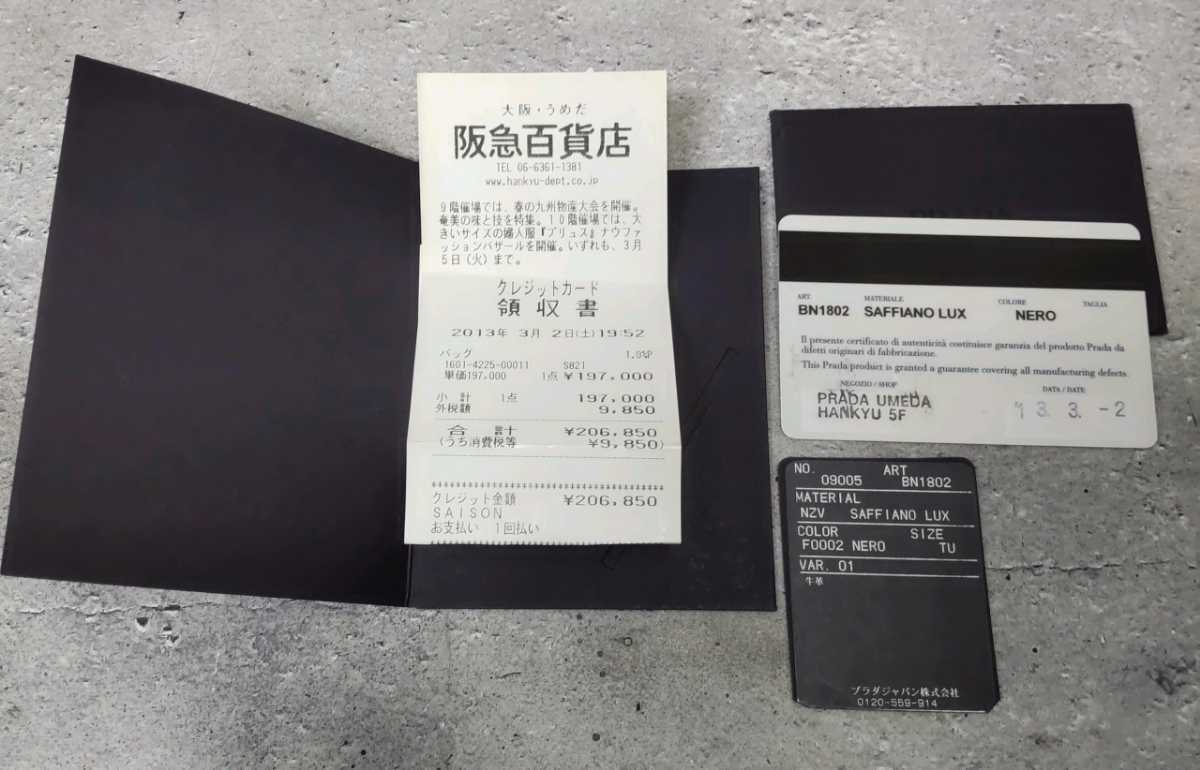 大阪・うめだ
阪急百貨店
TEL 06-6361-1381
www.hankyu-dept.co.jp
9階催場では、春の九州物産大会を開催。
奄美の味と技を特集。10階催場では、大
きいサイズの婦人服『プリュス』ナウファ
ッションバザールを開催。いずれも、3月
5日(火)まで。
クレジットカード
領収書
2013年 3月 2日(土)19:52
バッグ 1.0%P
1601-4225-00011 S821
単価197,000 1点 ¥197,000
小 計 1点 197,000
外税額 9,850
合 計 ¥206,850
(うち消費税等 ¥9,850)
クレジット金額 ¥206,850
SAISON
お支払い 1回払い
PRADA
ART. MATERIALE COLORE TAGLIA
BN1802 SAFFIANO LUX NERO
Il presente certificato di autenticità costituisce garanzia del prodotto Prada da
difetti originari di fabbricazione.
This Prada product is granted a guarantee covering all manufacturing defects.
NEGOZIO / SHOP DATA / DATE
PRADA UMEDA
HANKYU 5F
'13. 3. -2
NO. ART
09005 BN1802
MATERIAL
NZV SAFFIANO LUX
COLOR SIZE
F0002 NERO TU
VAR. 01
牛革
プラダジャパン株式会社
0120-559-914